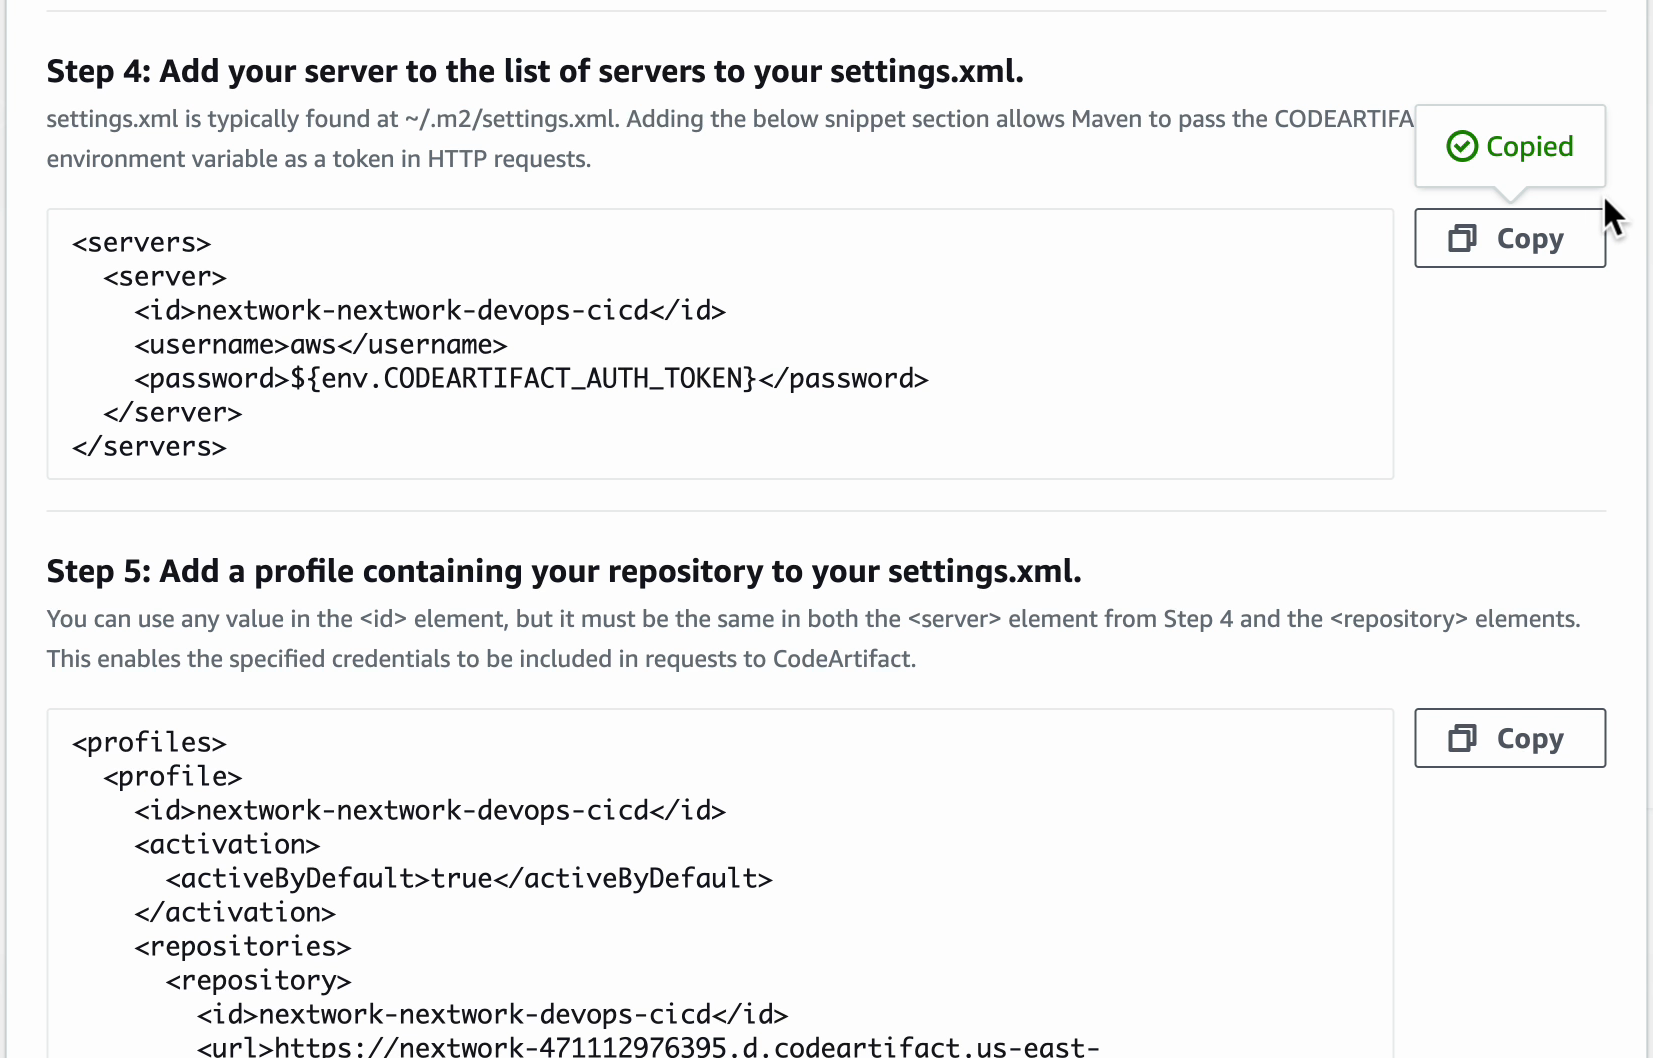 Step 4: Add your server to the list of servers to your settings.xml.
settings.xml is typically found at ~/.m2/settings.xml. Adding the below snippet section allows Maven to pass the CODEARTIFA
environment variable as a token in HTTP requests.
Copied
Copy
<servers>
  <server>
    <id>nextwork-nextwork-devops-cicd</id>
    <username>aws</username>
    <password>${env.CODEARTIFACT_AUTH_TOKEN}</password>
  </server>
</servers>
Step 5: Add a profile containing your repository to your settings.xml.
You can use any value in the <id> element, but it must be the same in both the <server> element from Step 4 and the <repository> elements.
This enables the specified credentials to be included in requests to CodeArtifact.
Copy
<profiles>
  <profile>
    <id>nextwork-nextwork-devops-cicd</id>
    <activation>
      <activeByDefault>true</activeByDefault>
    </activation>
    <repositories>
      <repository>
        <id>nextwork-nextwork-devops-cicd</id>
        <url>https://nextwork-471112976395.d.codeartifact.us-east-